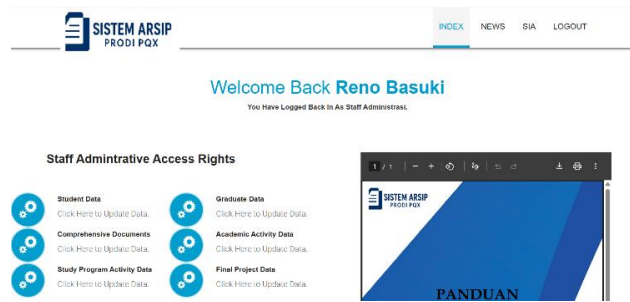 SISTEM ARSIP
PRODI PQX
INDEX NEWS SIA LOGOUT
Welcome Back Reno Basuki
You Have Logged Back In As Staff Administrasi.
Staff Admintrative Access Rights
Student Data
Click Here to Update Data.
Graduate Data
Click Here to Update Data.
Comprehensive Documents
Click Here to Update Data.
Academic Activity Data
Click Here to Update Data.
Study Program Activity Data
Click Here to Update Data.
Final Project Data
Click Here to Update Data.
1 / 1
SISTEM ARSIP
PRODI PQX
PANDUAN